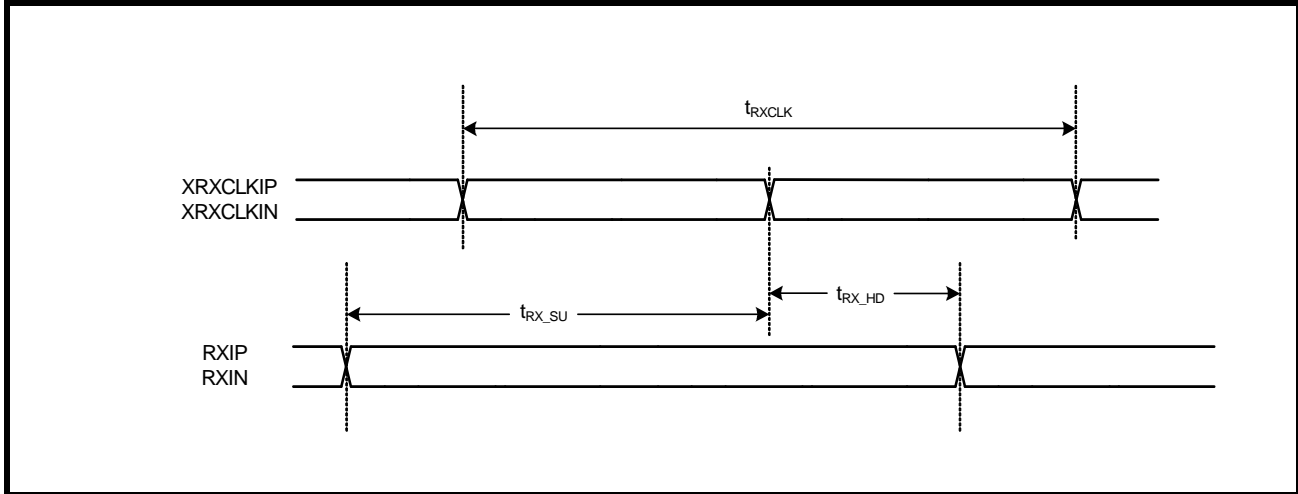 tRXCLK
XRXCLKIP
XRXCLKIN
tRX_HD
tRX_SU
RXIP
RXIN